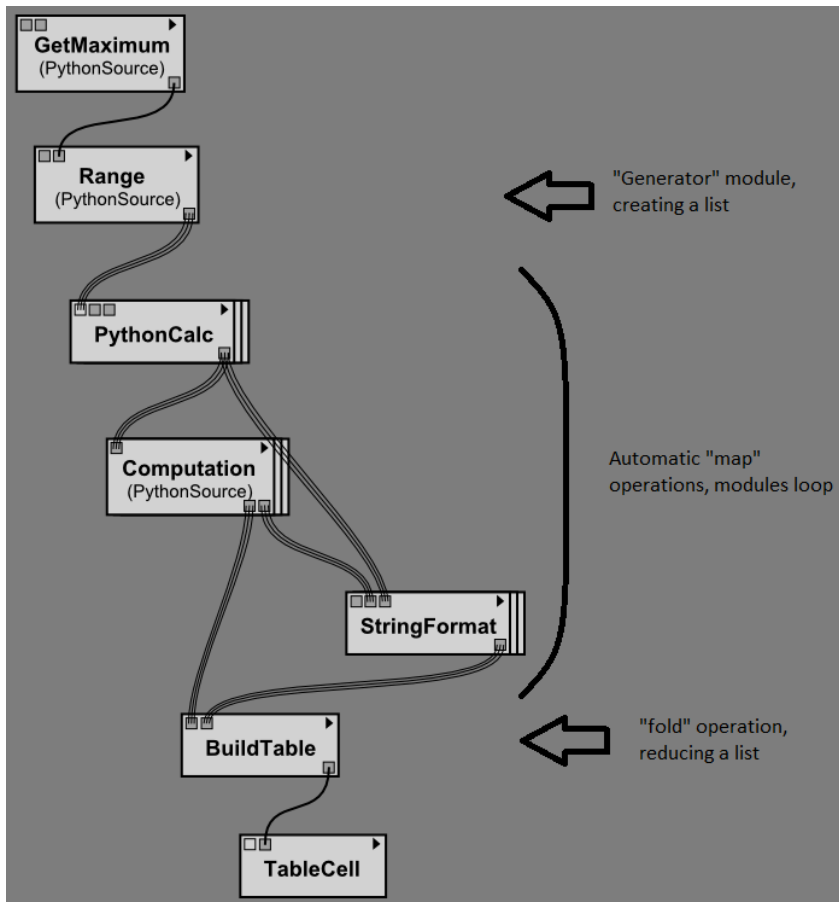 GetMaximum
(PythonSource)
Range
(PythonSource)
"Generator" module,
creating a list
PythonCalc
Computation
(PythonSource)
Automatic "map"
operations, modules loop
StringFormat
BuildTable
"fold" operation,
reducing a list
TableCell